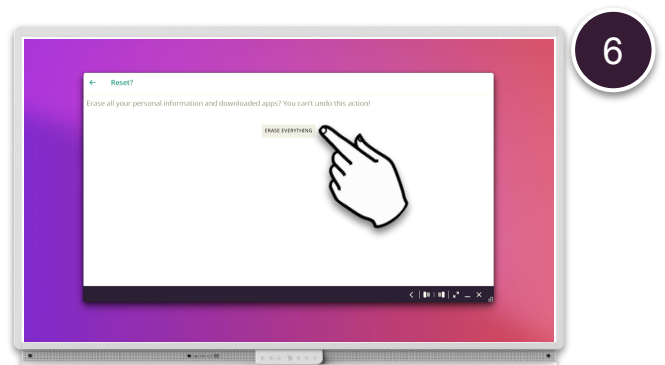 6
Reset?
Erase all your personal information and downloaded apps? You can't undo this action!
ERASE EVERYTHING